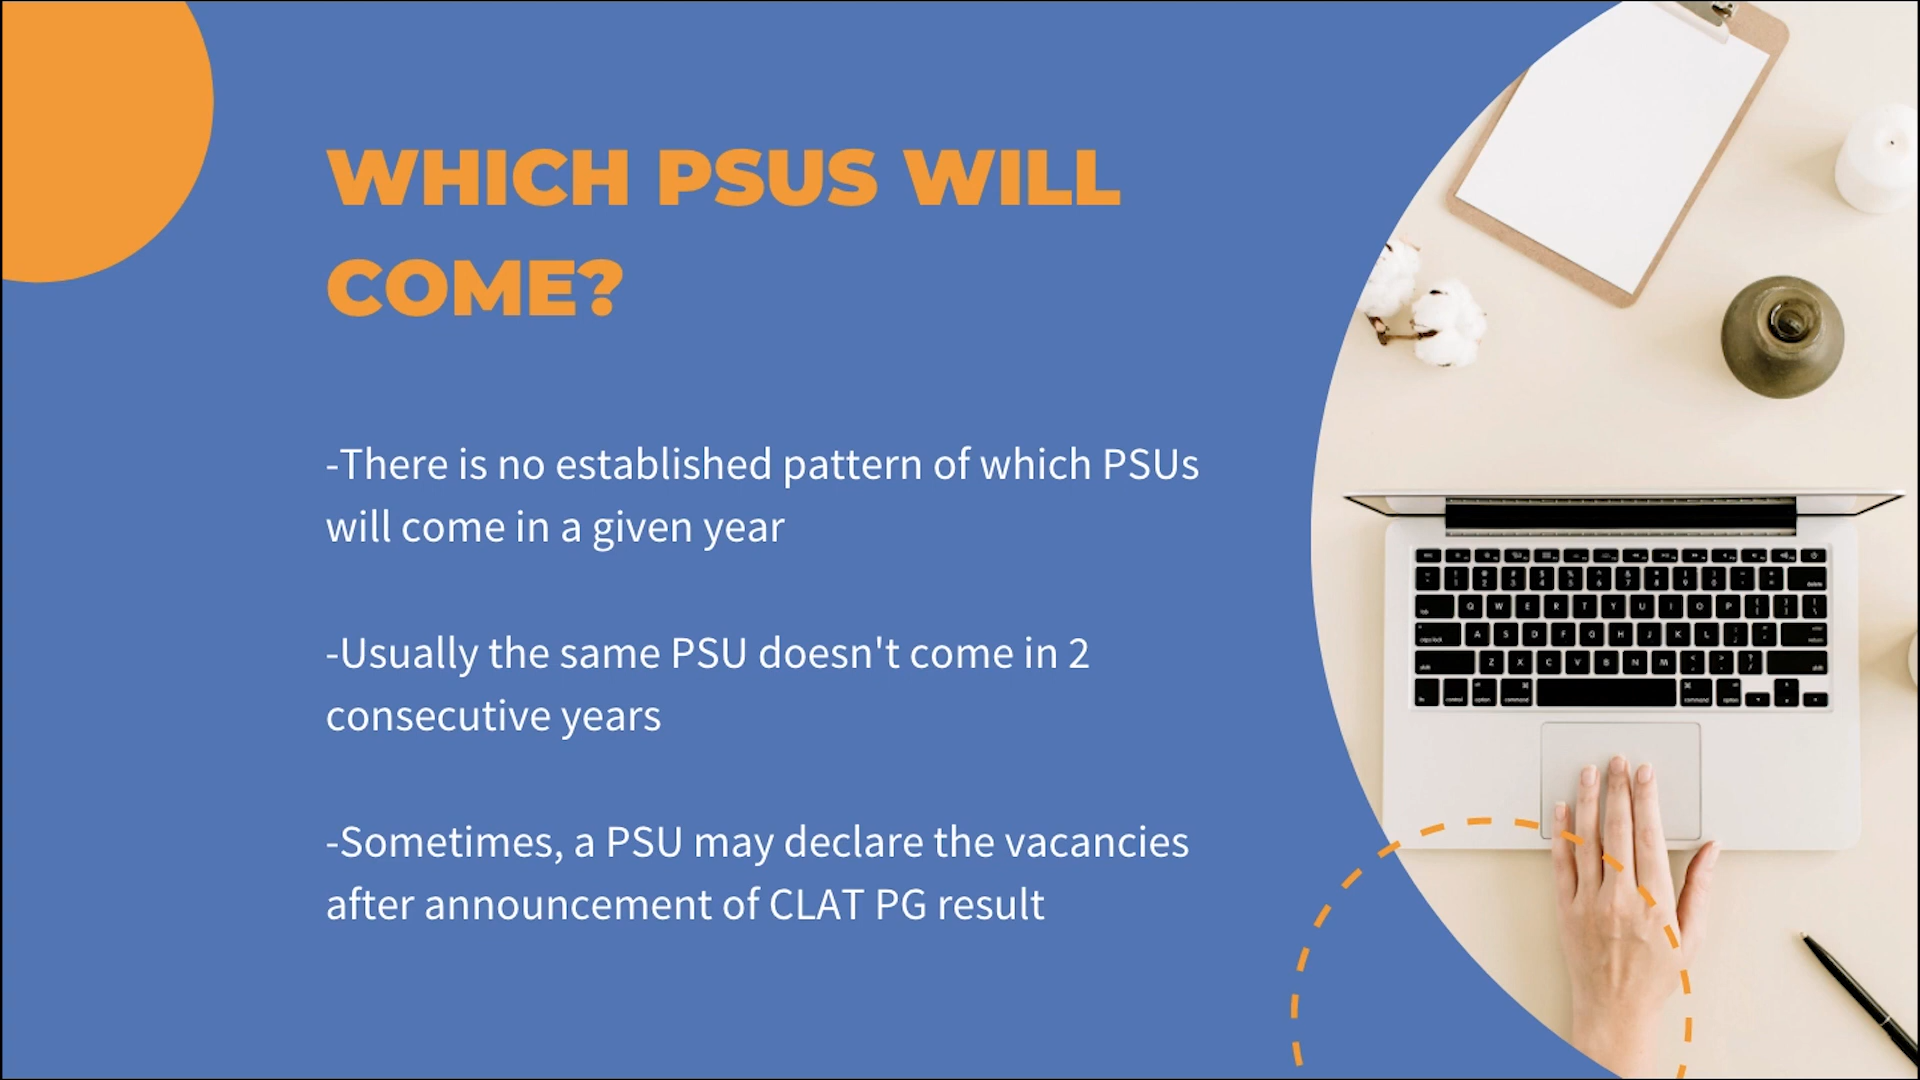 WHICH PSUS WILL
COME?
-There is no established pattern of which PSUs
will come in a given year
-Usually the same PSU doesn't come in 2
consecutive years
-Sometimes, a PSU may declare the vacancies
after announcement of CLAT PG result